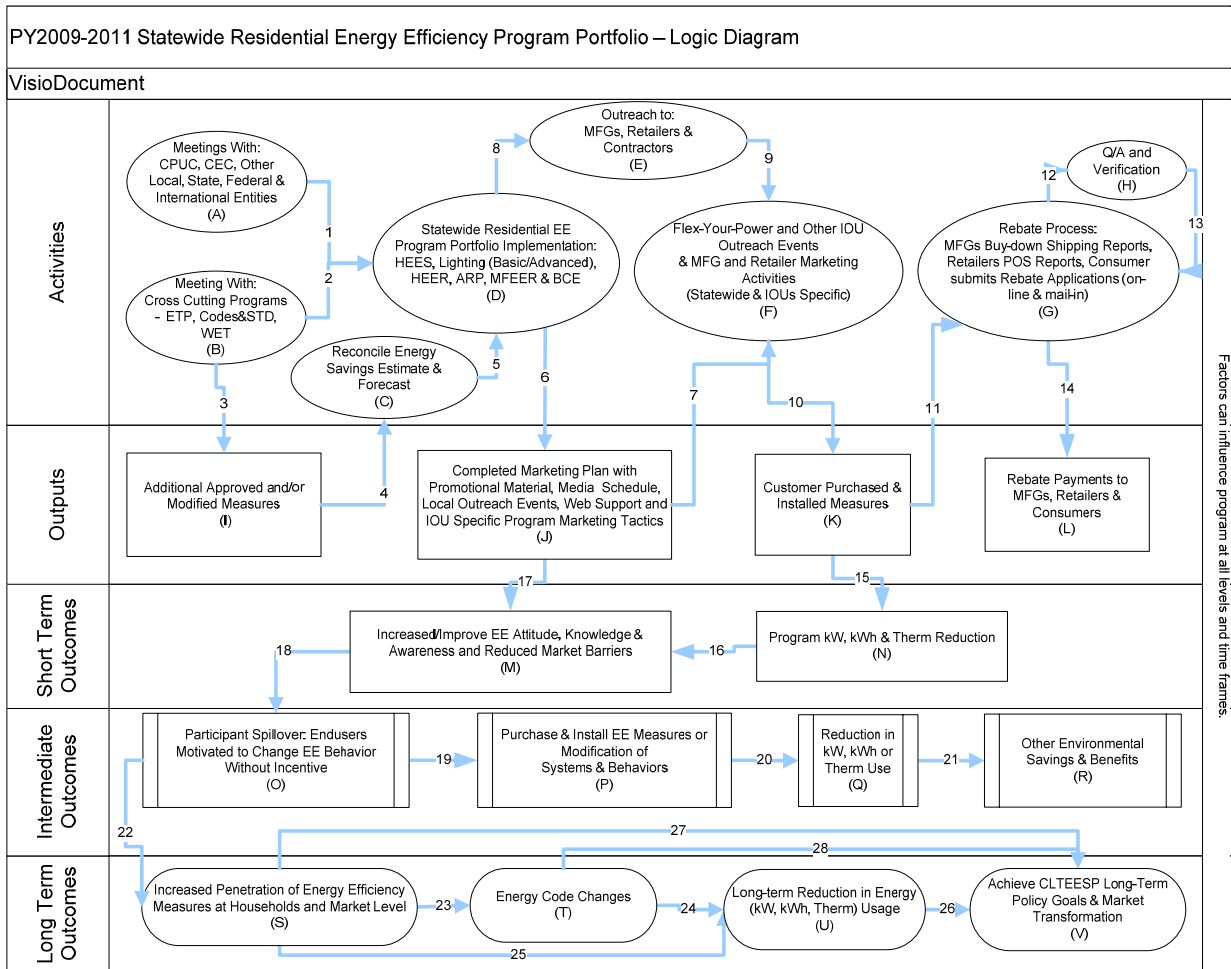 PY2009-2011 Statewide Residential Energy Efficiency Program Portfolio – Logic Diagram
VisioDocument
Activities
Meetings With:
CPUC, CEC, Other
Local, State, Federal &
International Entities
(A)
1
2
Meeting With:
Cross Cutting Programs
- ETP, Codes&STD,
WET
(B)
3
Reconcile Energy
Savings Estimate &
Forecast
(C)
5
Statewide Residential EE
Program Portfolio Implementation:
HEES, Lighting (Basic/Advanced),
HEER, ARP, MFEER & BCE
(D)
8
6
Outreach to:
MFGs, Retailers &
Contractors
(E)
9
Flex-Your-Power and Other IOU
Outreach Events
& MFG and Retailer Marketing
Activities
(Statewide & IOUs Specific)
(F)
7
10
11
12
Q/A and
Verification
(H)
13
Rebate Process:
MFGs Buy-down Shipping Reports,
Retailers POS Reports, Consumer
submits Rebate Applications (on-
line & mail-in)
(G)
14
Factors can influence program at all levels and time frames.
Outputs
Additional Approved and/or
Modified Measures
(I)
4
Completed Marketing Plan with
Promotional Material, Media Schedule,
Local Outreach Events, Web Support and
IOU Specific Program Marketing Tactics
(J)
Customer Purchased &
Installed Measures
(K)
Rebate Payments to
MFGs, Retailers &
Consumers
(L)
17
15
Short Term
Outcomes
18
Increased/Improve EE Attitude, Knowledge &
Awareness and Reduced Market Barriers
(M)
16
Program kW, kWh & Therm Reduction
(N)
Intermediate
Outcomes
Participant Spillover: Endusers
Motivated to Change EE Behavior
Without Incentive
(O)
19
Purchase & Install EE Measures or
Modification of
Systems & Behaviors
(P)
20
Reduction in
kW, kWh or
Therm Use
(Q)
21
Other Environmental
Savings & Benefits
(R)
22
27
28
Long Term
Outcomes
Increased Penetration of Energy Efficiency
Measures at Households and Market Level
(S)
23
Energy Code Changes
(T)
24
Long-term Reduction in Energy
(kW, kWh, Therm) Usage
(U)
26
Achieve CLTEESP Long-Term
Policy Goals & Market
Transformation
(V)
25